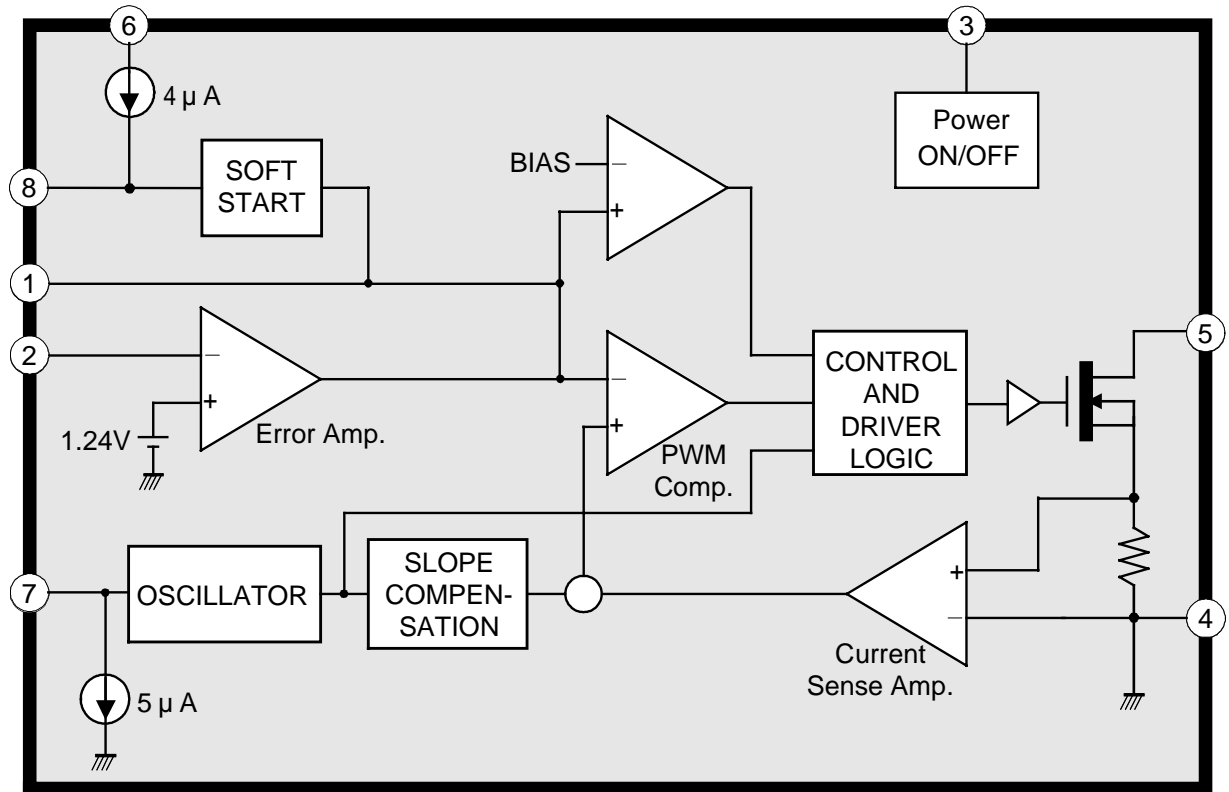 6
3
4 µ A
Power
ON/OFF
8
SOFT
START
BIAS
−
+
1
2
−
+
1.24V
Error Amp.
−
+
PWM
Comp.
CONTROL
AND
DRIVER
LOGIC
5
7
OSCILLATOR
SLOPE
COMPEN-
SATION
+
−
Current
Sense Amp.
4
5 µ A